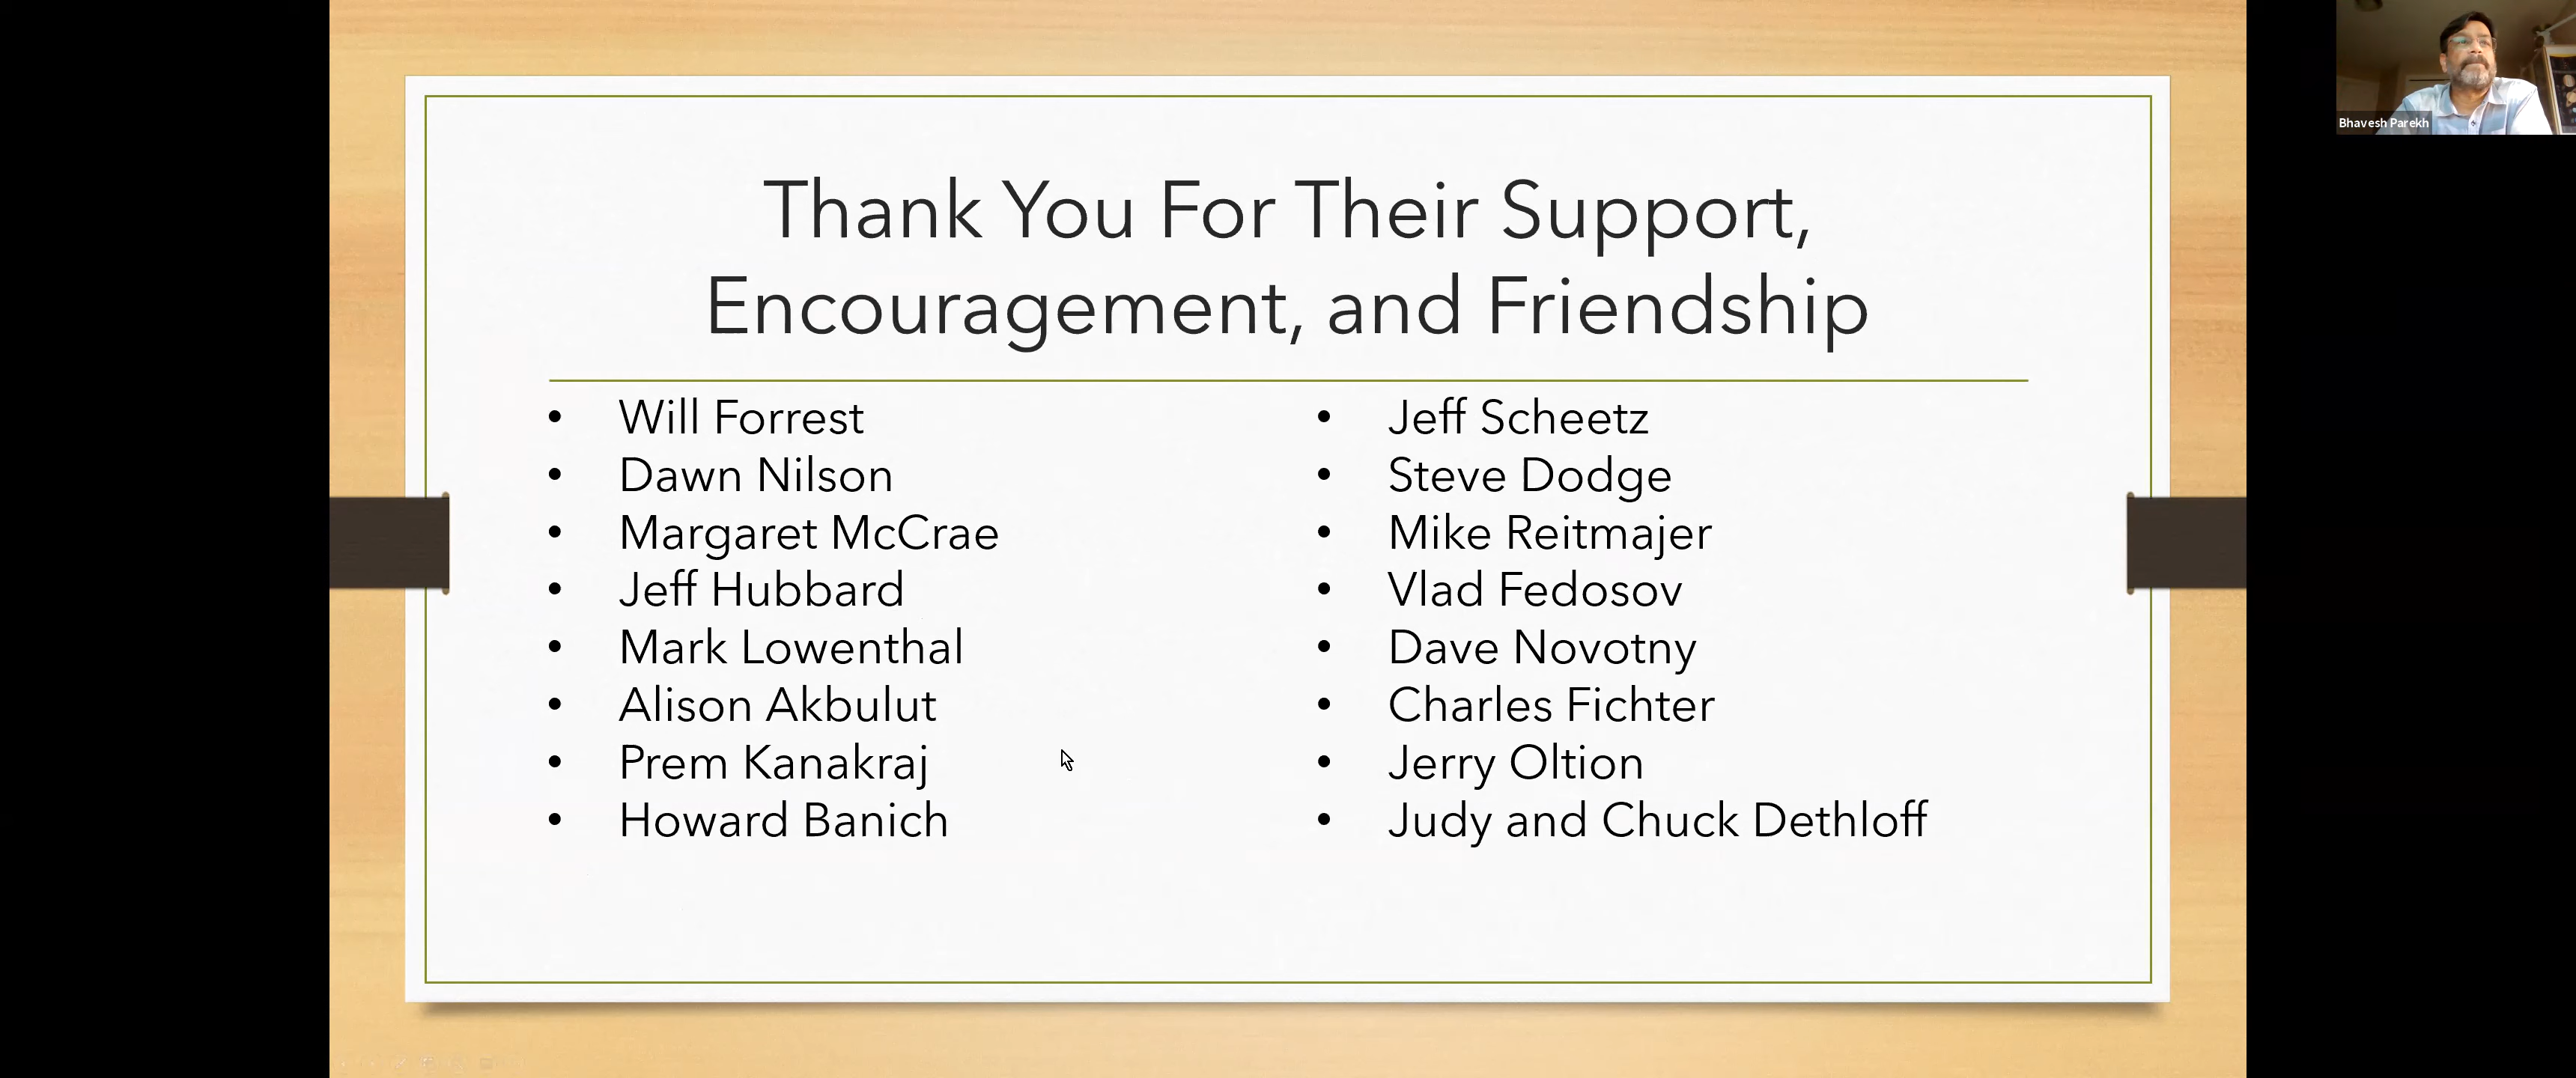 Thank You For Their Support,
Encouragement, and Friendship
• Will Forrest
• Dawn Nilson
• Margaret McCrae
• Jeff Hubbard
• Mark Lowenthal
• Alison Akbulut
• Prem Kanakraj
• Howard Banich
• Jeff Scheetz
• Steve Dodge
• Mike Reitmajer
• Vlad Fedosov
• Dave Novotny
• Charles Fichter
• Jerry Oltion
• Judy and Chuck Dethloff
Bhavesh Parekh